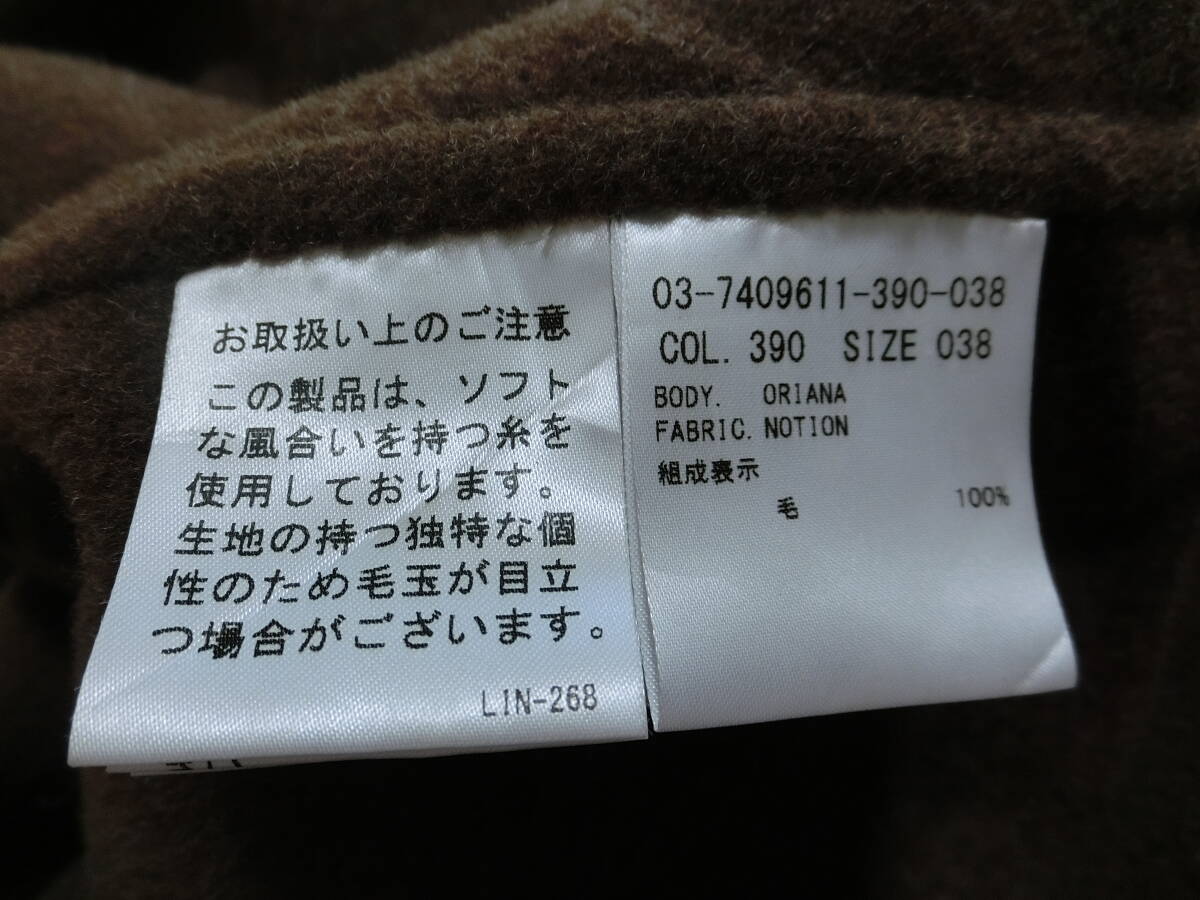 お取扱い上のご注意
この製品は、ソフト
な風合いを持つ糸を
使用しております。
生地の持つ独特な個
性のため毛玉が目立
つ場合がございます。
LIN-268
03-7409611-390-038
COL. 390 SIZE 038
BODY. ORIANA
FABRIC. NOTION
組成表示
毛 100%